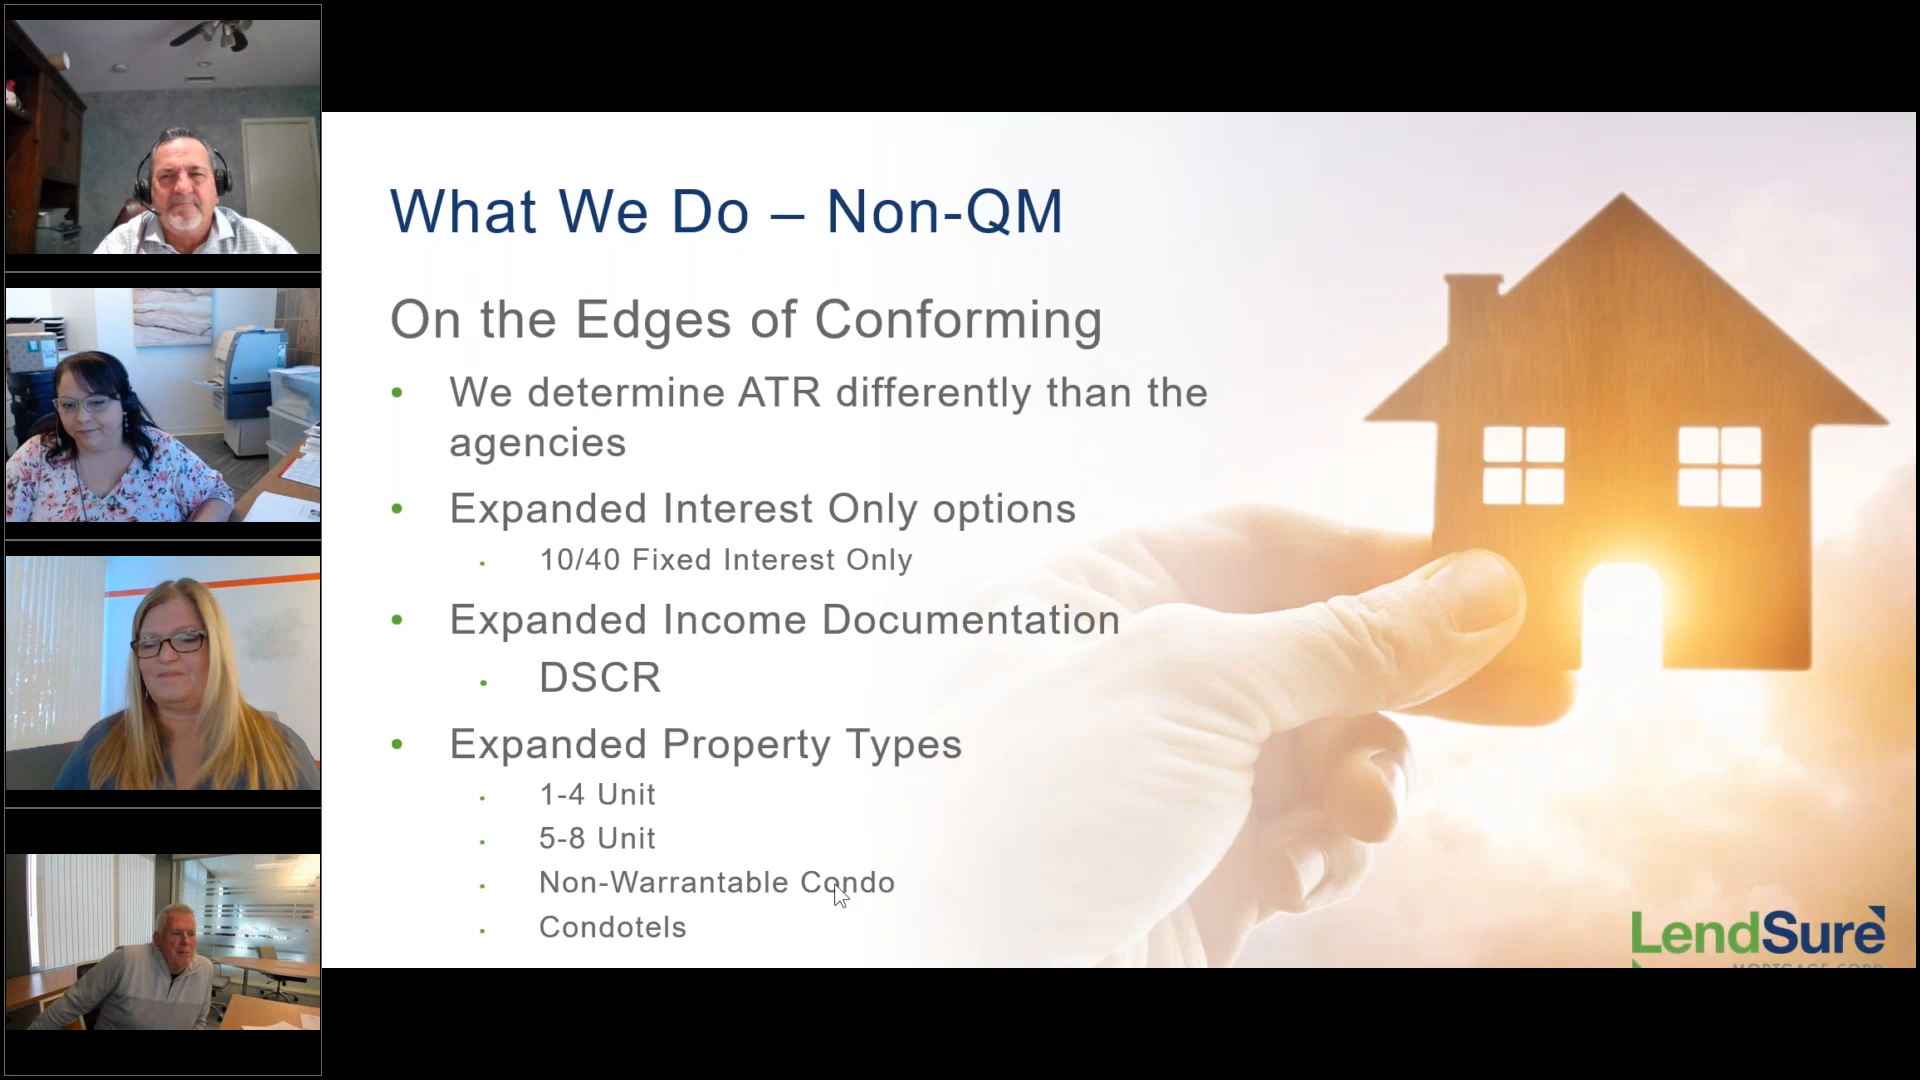 What We Do – Non-QM
On the Edges of Conforming
• We determine ATR differently than the
agencies
• Expanded Interest Only options
• 10/40 Fixed Interest Only
• Expanded Income Documentation
• DSCR
• Expanded Property Types
• 1-4 Unit
• 5-8 Unit
• Non-Warrantable Condo
• Condotels
LendSure
MORTGAGE CORP